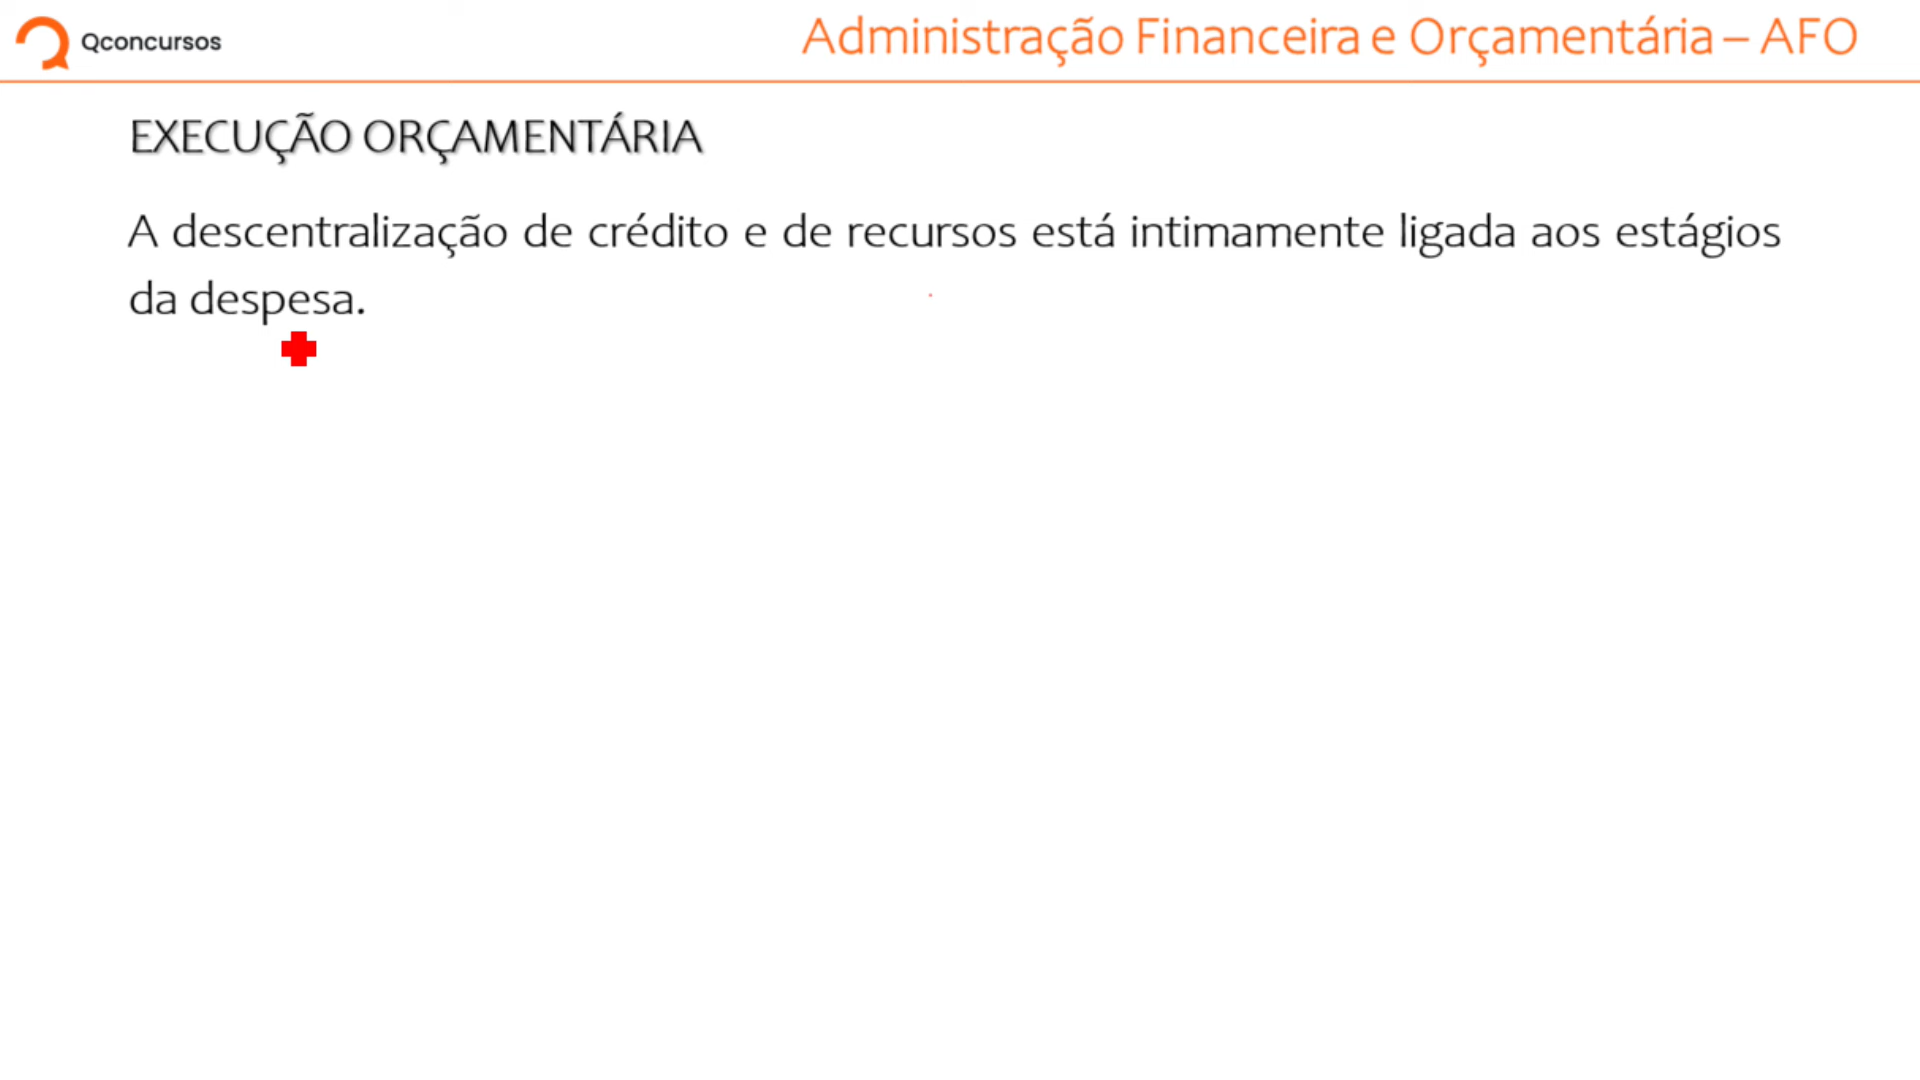 Qconcursos
Administração Financeira e Orçamentária – AFO
EXECUÇÃO ORÇAMENTÁRIA
A descentralização de crédito e de recursos está intimamente ligada aos estágios
da despesa.